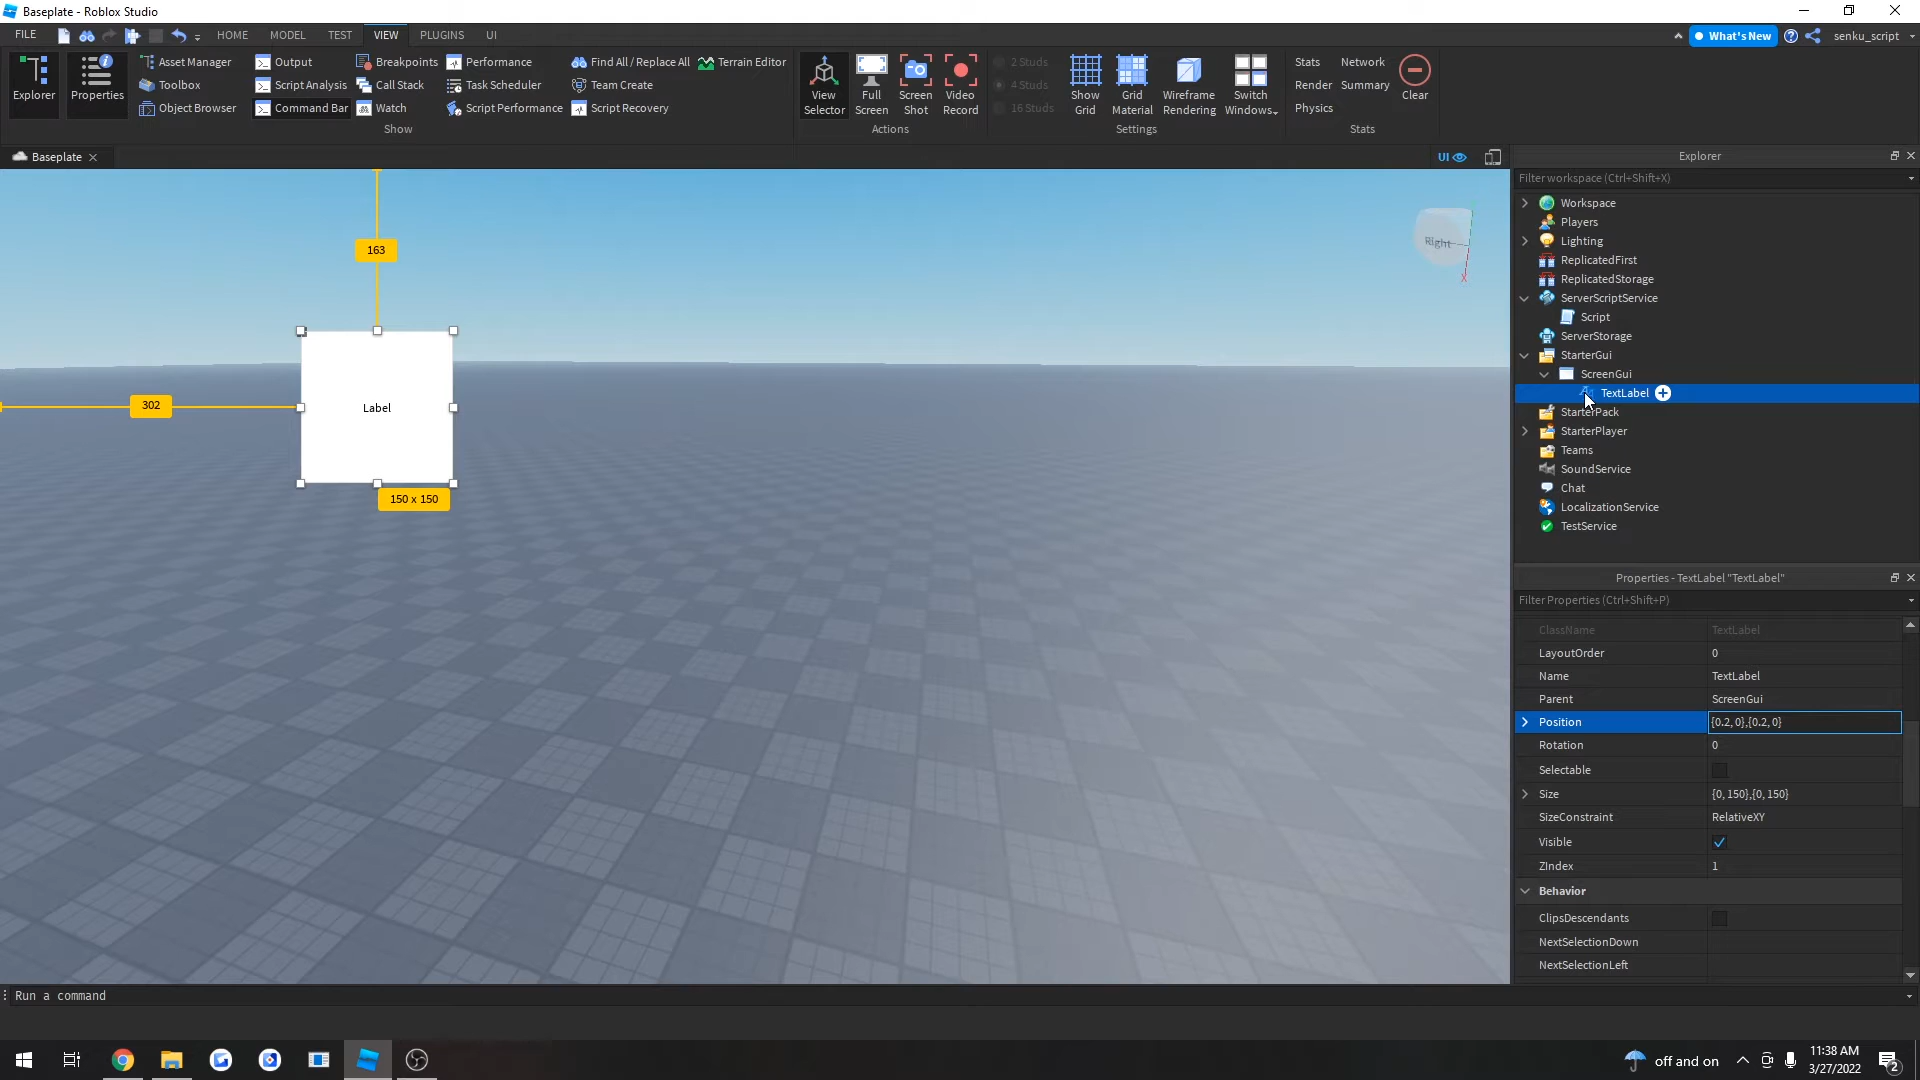 Baseplate - Roblox Studio
FILE HOME MODEL TEST VIEW PLUGINS UI What's New senku_script
Explorer Properties
Asset Manager Output Breakpoints Performance Find All / Replace All Terrain Editor
Toolbox Script Analysis Call Stack Task Scheduler Team Create
Object Browser Command Bar Watch Script Performance Script Recovery
Show
View Selector Full Screen Screen Shot Video Record
Actions
2 Studs
4 Studs
16 Studs
Show Grid Grid Material Wireframe Rendering Switch Windows
Settings
Stats Network
Render Summary
Physics
Clear
Stats
Baseplate
UI
163
302
Label
150 x 150
Right
X
Explorer
Filter workspace (Ctrl+Shift+X)
Workspace
Players
Lighting
ReplicatedFirst
ReplicatedStorage
ServerScriptService
Script
ServerStorage
StarterGui
ScreenGui
TextLabel
StarterPack
StarterPlayer
Teams
SoundService
Chat
LocalizationService
TestService
Properties - TextLabel "TextLabel"
Filter Properties (Ctrl+Shift+P)
ClassName TextLabel
LayoutOrder 0
Name TextLabel
Parent ScreenGui
Position {0.2, 0},{0.2, 0}
Rotation 0
Selectable
Size {0, 150},{0, 150}
SizeConstraint RelativeXY
Visible
ZIndex 1
Behavior
ClipsDescendants
NextSelectionDown
NextSelectionLeft
Run a command
off and on
11:38 AM
3/27/2022
2